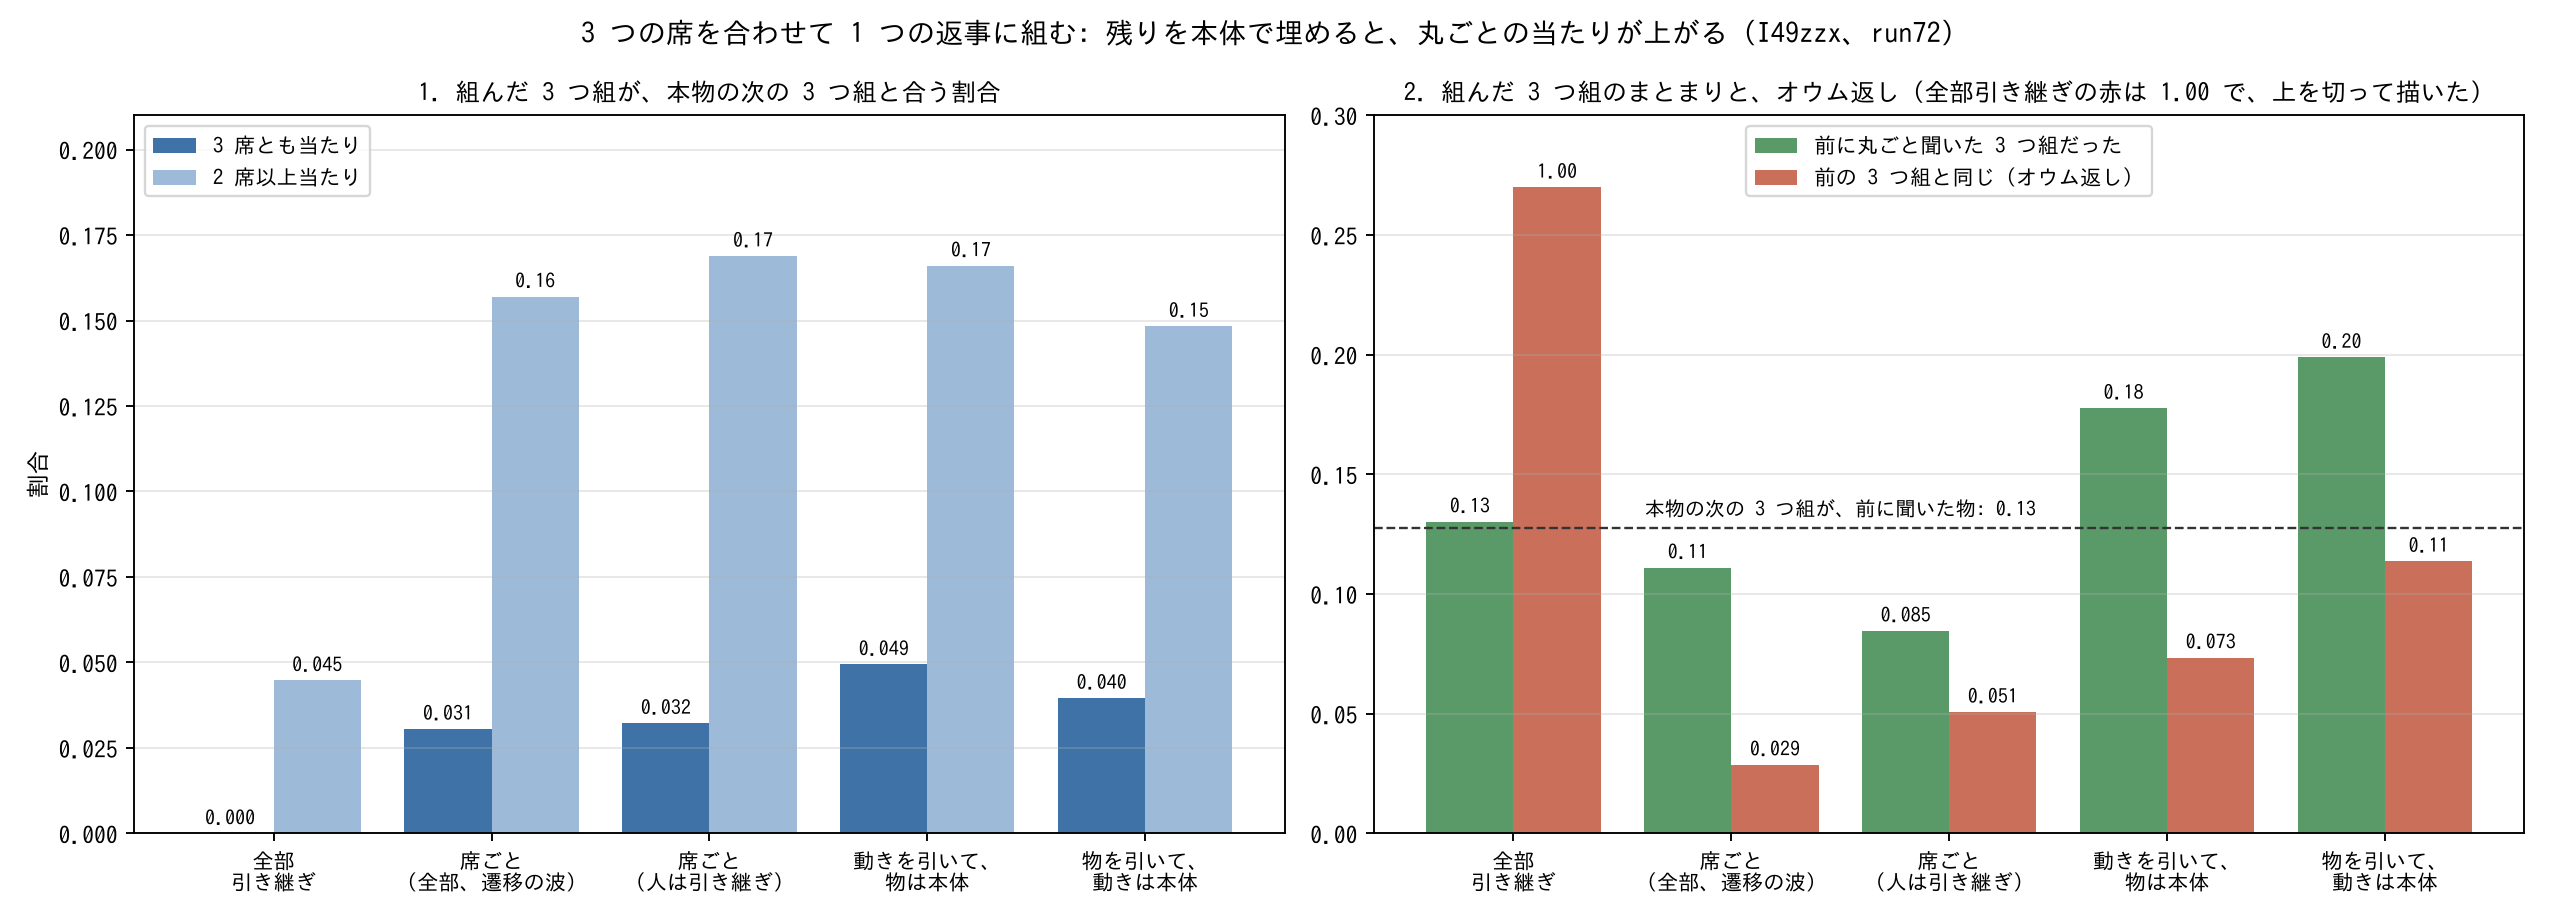 3 つの席を合わせて 1 つの返事に組む: 残りを本体で埋めると、丸ごとの当たりが上がる（I49zzx、run72）
1. 組んだ 3 つ組が、本物の次の 3 つ組と合う割合
3 席とも当たり
2 席以上当たり
割合
0.200
0.175
0.150
0.125
0.100
0.075
0.050
0.025
0.000
0.000
0.045
0.031
0.16
0.032
0.17
0.049
0.17
0.040
0.15
全部
引き継ぎ
席ごと
（全部、遷移の波）
席ごと
（人は引き継ぎ）
動きを引いて、
物は本体
物を引いて、
動きは本体
2. 組んだ 3 つ組のまとまりと、オウム返し（全部引き継ぎの赤は 1.00 で、上を切って描いた）
前に丸ごと聞いた 3 つ組だった
前の 3 つ組と同じ（オウム返し）
0.30
0.25
0.20
0.15
0.10
0.05
0.00
本物の次の 3 つ組が、前に聞いた物: 0.13
0.13
1.00
0.11
0.029
0.085
0.051
0.18
0.073
0.20
0.11
全部
引き継ぎ
席ごと
（全部、遷移の波）
席ごと
（人は引き継ぎ）
動きを引いて、
物は本体
物を引いて、
動きは本体